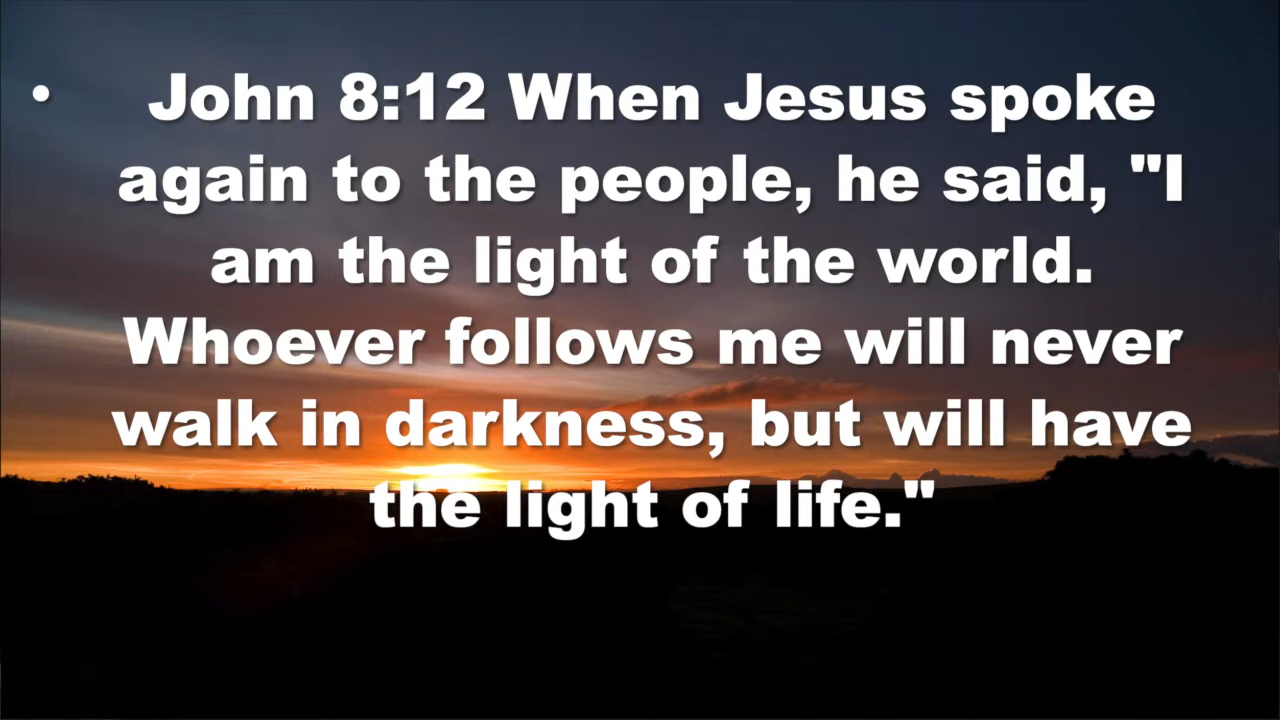 • John 8:12 When Jesus spoke
again to the people, he said, "I
am the light of the world.
Whoever follows me will never
walk in darkness, but will have
the light of life."